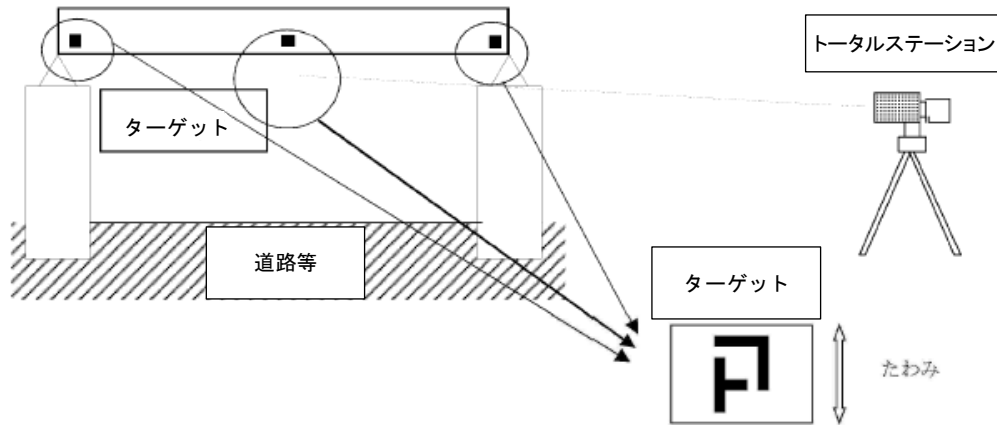 トータルステーション
ターゲット
道路等
ターゲット
たわみ